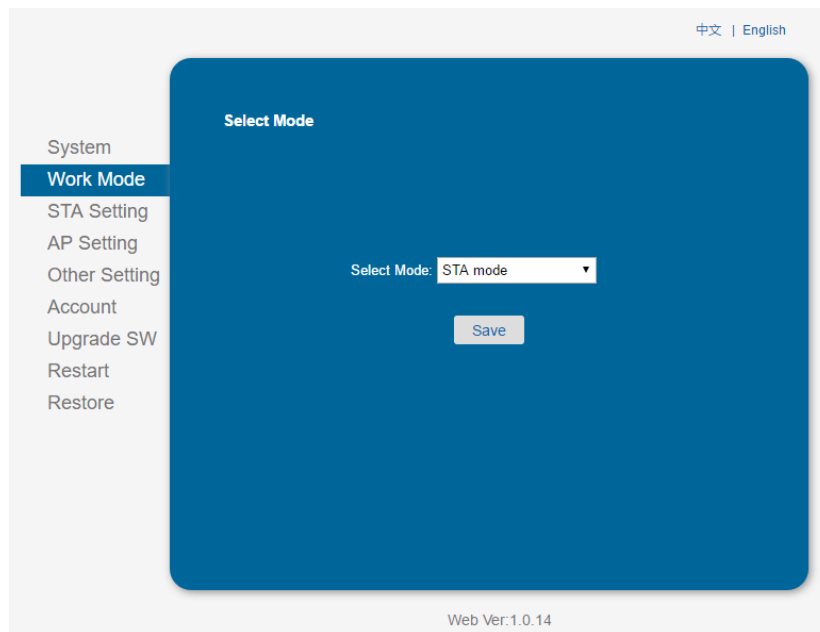 中文 | English
Select Mode
System
Work Mode
STA Setting
AP Setting
Other Setting
Account
Upgrade SW
Restart
Restore
Select Mode: STA mode
Save
Web Ver:1.0.14